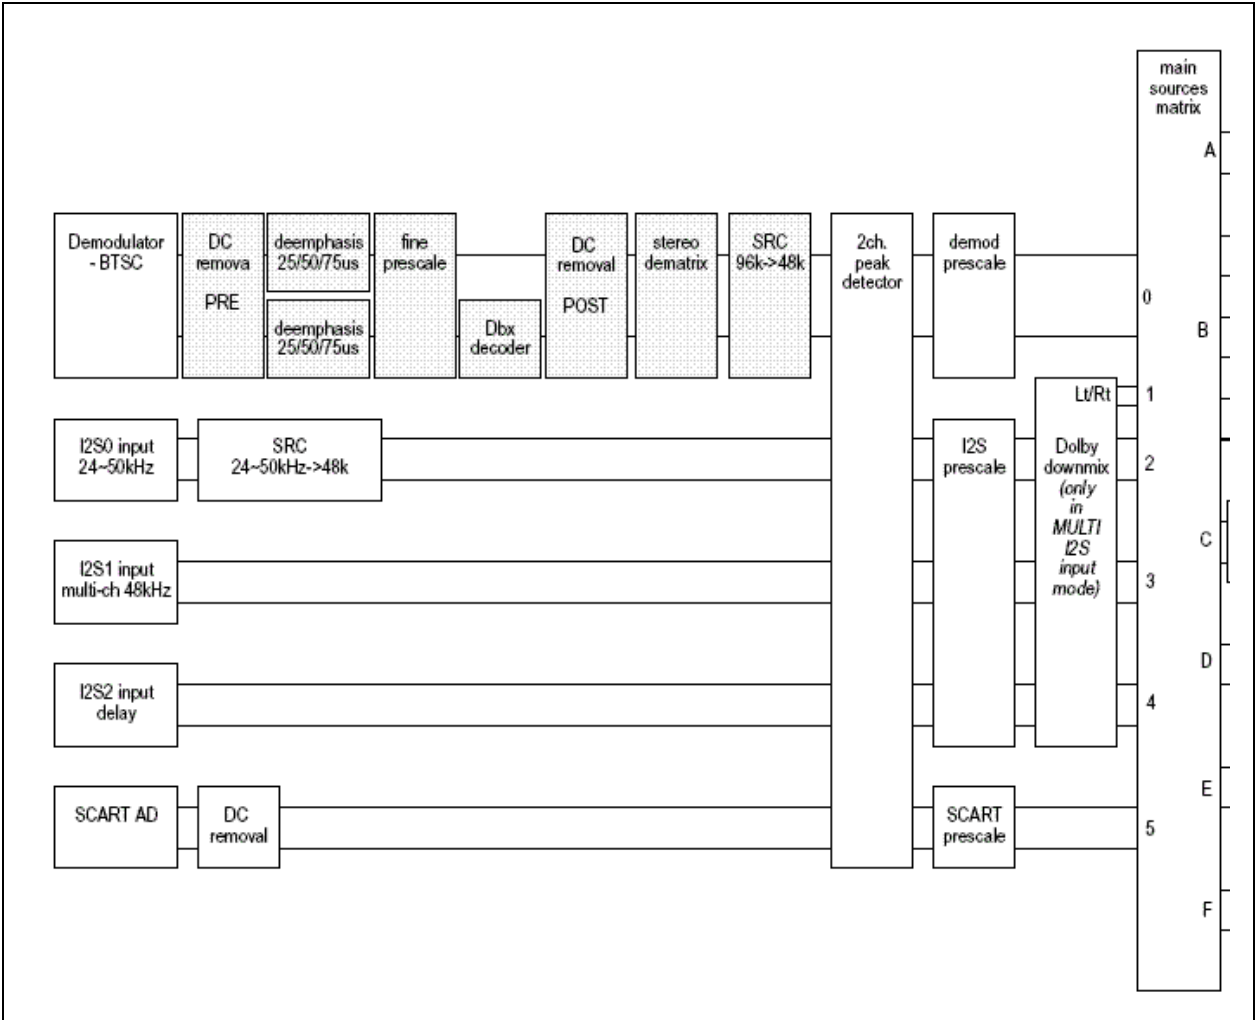 main
sources
matrix
A
Demodulator
- BTSC
DC
remova
PRE
deemphasis
25/50/75us
deemphasis
25/50/75us
fine
prescale
Dbx
decoder
DC
removal
POST
stereo
dematrix
SRC
96k->48k
2ch.
peak
detector
demod
prescale
0
B
Lt/Rt
1
I2S0 input
24~50kHz
SRC
24~50kHz->48k
I2S
prescale
Dolby
downmix
(only
in
MULTI
I2S
input
mode)
2
C
I2S1 input
multi-ch 48kHz
3
D
I2S2 input
delay
4
E
SCART AD
DC
removal
SCART
prescale
5
F